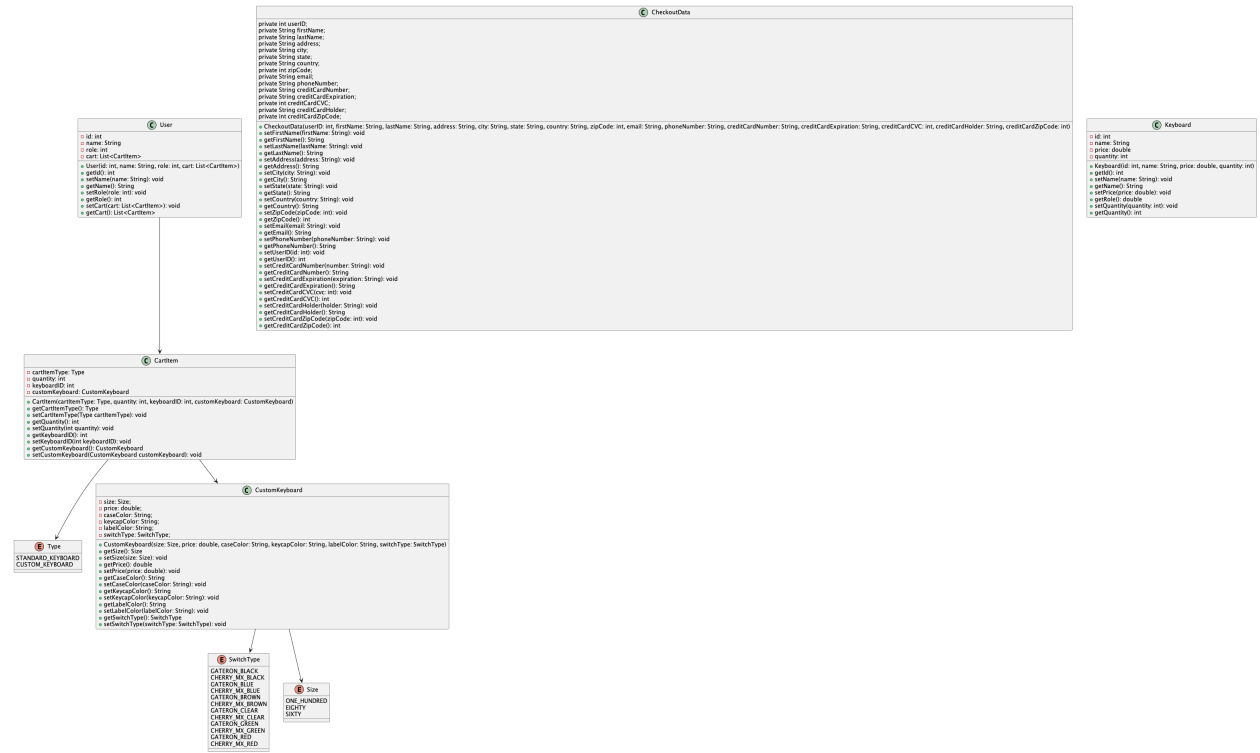 C CheckoutData
private int userID;
private String firstName;
private String lastName;
private String address;
private String city;
private String state;
private String country;
private int zipCode;
private String email;
private String phoneNumber;
private String creditCardNumber;
private String creditCardExpiration;
private int creditCardCVC;
private String creditCardHolder;
private int creditCardZipCode;
CheckoutData(userID: int, firstName: String, lastName: String, address: String, city: String, state: String, country: String, zipCode: int, email: String, phoneNumber: String, creditCardNumber: String, creditCardExpiration: String, creditCardCVC: int, creditCardHolder: String, creditCardZipCode: int)
setFirstName(firstName: String): void
getFirstName(): String
setLastName(lastName: String): void
getLastName(): String
setAddress(address: String): void
getAddress(): String
setCity(city: String): void
getCity(): String
setState(state: String): void
getState(): String
setCountry(country: String): void
getCountry(): String
setZipCode(zipCode: int): void
getZipCode(): int
setEmail(email: String): void
getEmail(): String
setPhoneNumber(phoneNumber: String): void
getPhoneNumber(): String
setUserID(id: int): void
getUserID(): int
setCreditCardNumber(number: String): void
getCreditCardNumber(): String
setCreditCardExpiration(expiration: String): void
getCreditCardExpiration(): String
setCreditCardCVC(cvc: int): void
getCreditCardCVC(): int
setCreditCardHolder(holder: String): void
getCreditCardHolder(): String
setCreditCardZipCode(zipCode: int): void
getCreditCardZipCode(): int
C User
id: int
name: String
role: int
cart: List<CartItem>
User(id: int, name: String, role: int, cart: List<CartItem>)
getId(): int
setName(name: String): void
getName(): String
setRole(role: int): void
getRole(): int
setCart(cart: List<CartItem>): void
getCart(): List<CartItem>
C Keyboard
id: int
name: String
price: double
quantity: int
Keyboard(id: int, name: String, price: double, quantity: int)
getId(): int
setName(name: String): void
getName(): String
setPrice(price: double): void
getRole(): double
setQuantity(quantity: int): void
getQuantity(): int
C CartItem
cartItemType: Type
quantity: int
keyboardID: int
customKeyboard: CustomKeyboard
CartItem(cartItemType: Type, quantity: int, keyboardID: int, customKeyboard: CustomKeyboard)
getCartItemType(): Type
setCartItemType(Type cartItemType): void
getQuantity(): int
setQuantity(int quantity): void
getKeyboardID(): int
setKeyboardID(int keyboardID): void
getCustomKeyboard(): CustomKeyboard
setCustomKeyboard(CustomKeyboard customKeyboard): void
C CustomKeyboard
size: Size;
price: double;
caseColor: String;
keycapColor: String;
labelColor: String;
switchType: SwitchType;
CustomKeyboard(size: Size, price: double, caseColor: String, keycapColor: String, labelColor: String, switchType: SwitchType)
getSize(): Size
setSize(size: Size): void
getPrice(): double
setPrice(price: double): void
getCaseColor(): String
setCaseColor(caseColor: String): void
getKeycapColor(): String
setKeycapColor(keycapColor: String): void
getLabelColor(): String
setLabelColor(labelColor: String): void
getSwitchType(): SwitchType
setSwitchType(switchType: SwitchType): void
E Type
STANDARD_KEYBOARD
CUSTOM_KEYBOARD
E SwitchType
GATERON_BLACK
CHERRY_MX_BLACK
GATERON_BLUE
CHERRY_MX_BLUE
GATERON_BROWN
CHERRY_MX_BROWN
GATERON_CLEAR
CHERRY_MX_CLEAR
GATERON_GREEN
CHERRY_MX_GREEN
GATERON_RED
CHERRY_MX_RED
E Size
ONE_HUNDRED
EIGHTY
SIXTY